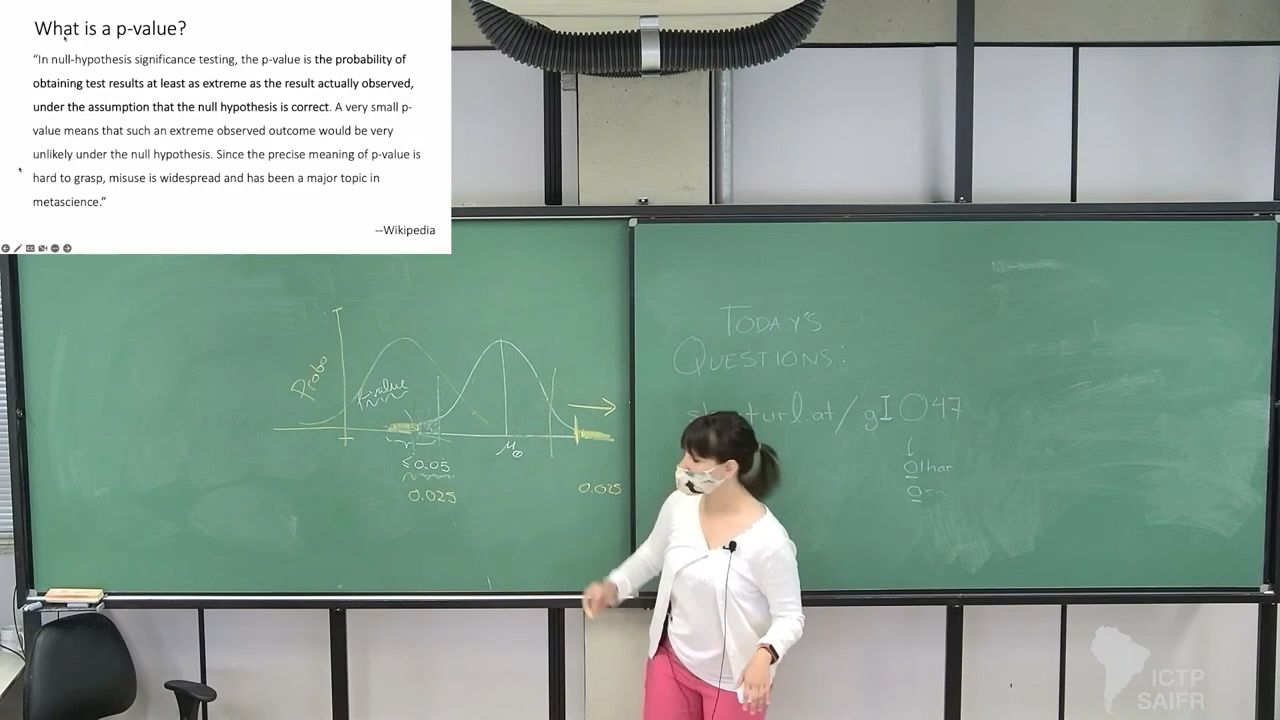 What is a p-value?
“In null-hypothesis significance testing, the p-value is the probability of
obtaining test results at least as extreme as the result actually observed,
under the assumption that the null hypothesis is correct. A very small p-
value means that such an extreme observed outcome would be very
unlikely under the null hypothesis. Since the precise meaning of p-value is
hard to grasp, misuse is widespread and has been a major topic in
metascience.”
--Wikipedia
TODAY'S
QUESTIONS:
/gIO47
Olhar
Probo
P-value
μ₀
≤0.05
0.025
0.025
ICTP
SAIFR